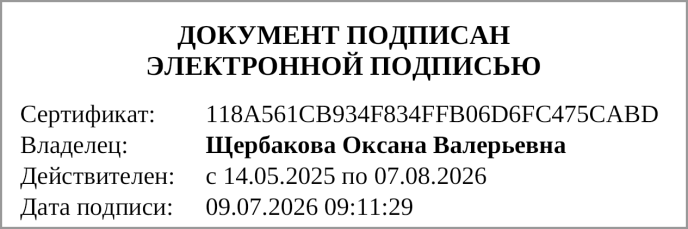 ДОКУМЕНТ ПОДПИСАН
ЭЛЕКТРОННОЙ ПОДПИСЬЮ
Сертификат: 118A561CB934F834FFB06D6FC475CABD
Владелец: Щербакова Оксана Валерьевна
Действителен: с 14.05.2025 по 07.08.2026
Дата подписи: 09.07.2026 09:11:29